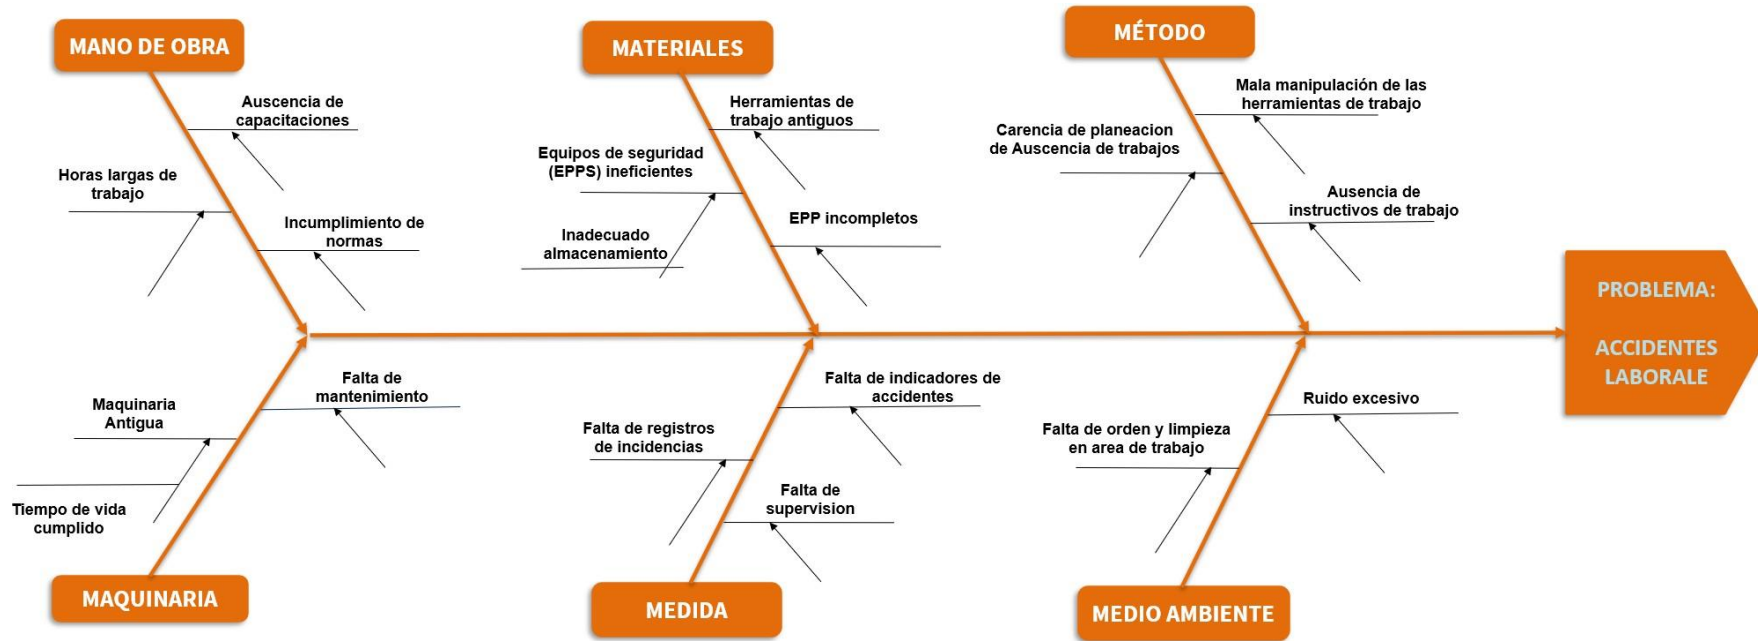 MANO DE OBRA
Auscencia de
capacitaciones
Horas largas de
trabajo
Incumplimiento de
normas
MATERIALES
Herramientas de
trabajo antiguos
Equipos de seguridad
(EPPS) ineficientes
EPP incompletos
Inadecuado
almacenamiento
MÉTODO
Mala manipulación de las
herramientas de trabajo
Carencia de planeacion
de Auscencia de trabajos
Ausencia de
instructivos de trabajo
PROBLEMA:
ACCIDENTES
LABORALE
Falta de
mantenimiento
Maquinaria
Antigua
Tiempo de vida
cumplido
MAQUINARIA
Falta de indicadores de
accidentes
Falta de registros
de incidencias
Falta de
supervision
MEDIDA
Ruido excesivo
Falta de orden y limpieza
en area de trabajo
MEDIO AMBIENTE